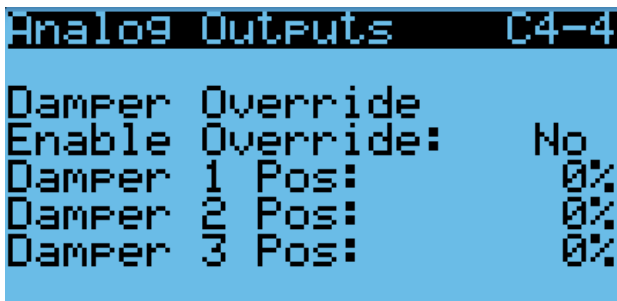 Analog Outputs C4-4
Damper Override
Enable Override: No
Damper 1 Pos: 0%
Damper 2 Pos: 0%
Damper 3 Pos: 0%